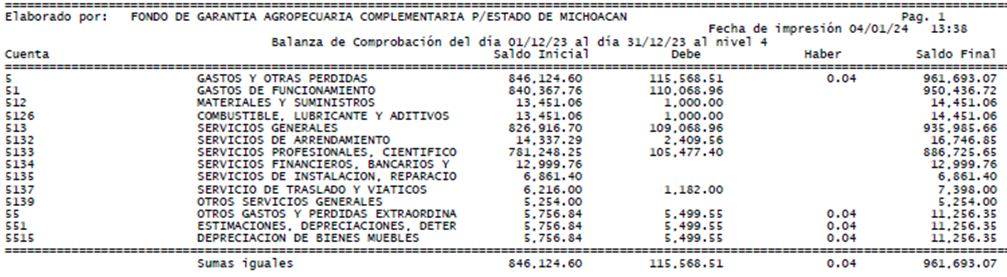 Elaborado por: FONDO DE GARANTIA AGROPECUARIA COMPLEMENTARIA P/ESTADO DE MICHOACAN Pag. 1
Fecha de impresión 04/01/24 13:38
Balanza de Comprobación del día 01/12/23 al día 31/12/23 al nivel 4
Cuenta Saldo Inicial Debe Haber Saldo Final
5 GASTOS Y OTRAS PERDIDAS 846,124.60 115,568.51 0.04 961,693.07
51 GASTOS DE FUNCIONAMIENTO 840,367.76 110,068.96 950,436.72
512 MATERIALES Y SUMINISTROS 13,451.06 1,000.00 14,451.06
5126 COMBUSTIBLE, LUBRICANTE Y ADITIVOS 13,451.06 1,000.00 14,451.06
513 SERVICIOS GENERALES 826,916.70 109,068.96 935,985.66
5132 SERVICIOS DE ARRENDAMIENTO 14,337.29 2,409.56 16,746.85
5133 SERVICIOS PROFESIONALES, CIENTIFICO 781,248.25 105,477.40 886,725.65
5134 SERVICIOS FINANCIEROS, BANCARIOS Y 12,999.76 12,999.76
5135 SERVICIOS DE INSTALACION, REPARACIO 6,861.40 6,861.40
5137 SERVICIO DE TRASLADO Y VIATICOS 6,216.00 1,182.00 7,398.00
5139 OTROS SERVICIOS GENERALES 5,254.00 5,254.00
55 OTROS GASTOS Y PERDIDAS EXTRAORDINA 5,756.84 5,499.55 0.04 11,256.35
551 ESTIMACIONES, DEPRECIACIONES, DETER 5,756.84 5,499.55 0.04 11,256.35
5515 DEPRECIACION DE BIENES MUEBLES 5,756.84 5,499.55 0.04 11,256.35
Sumas iguales 846,124.60 115,568.51 0.04 961,693.07